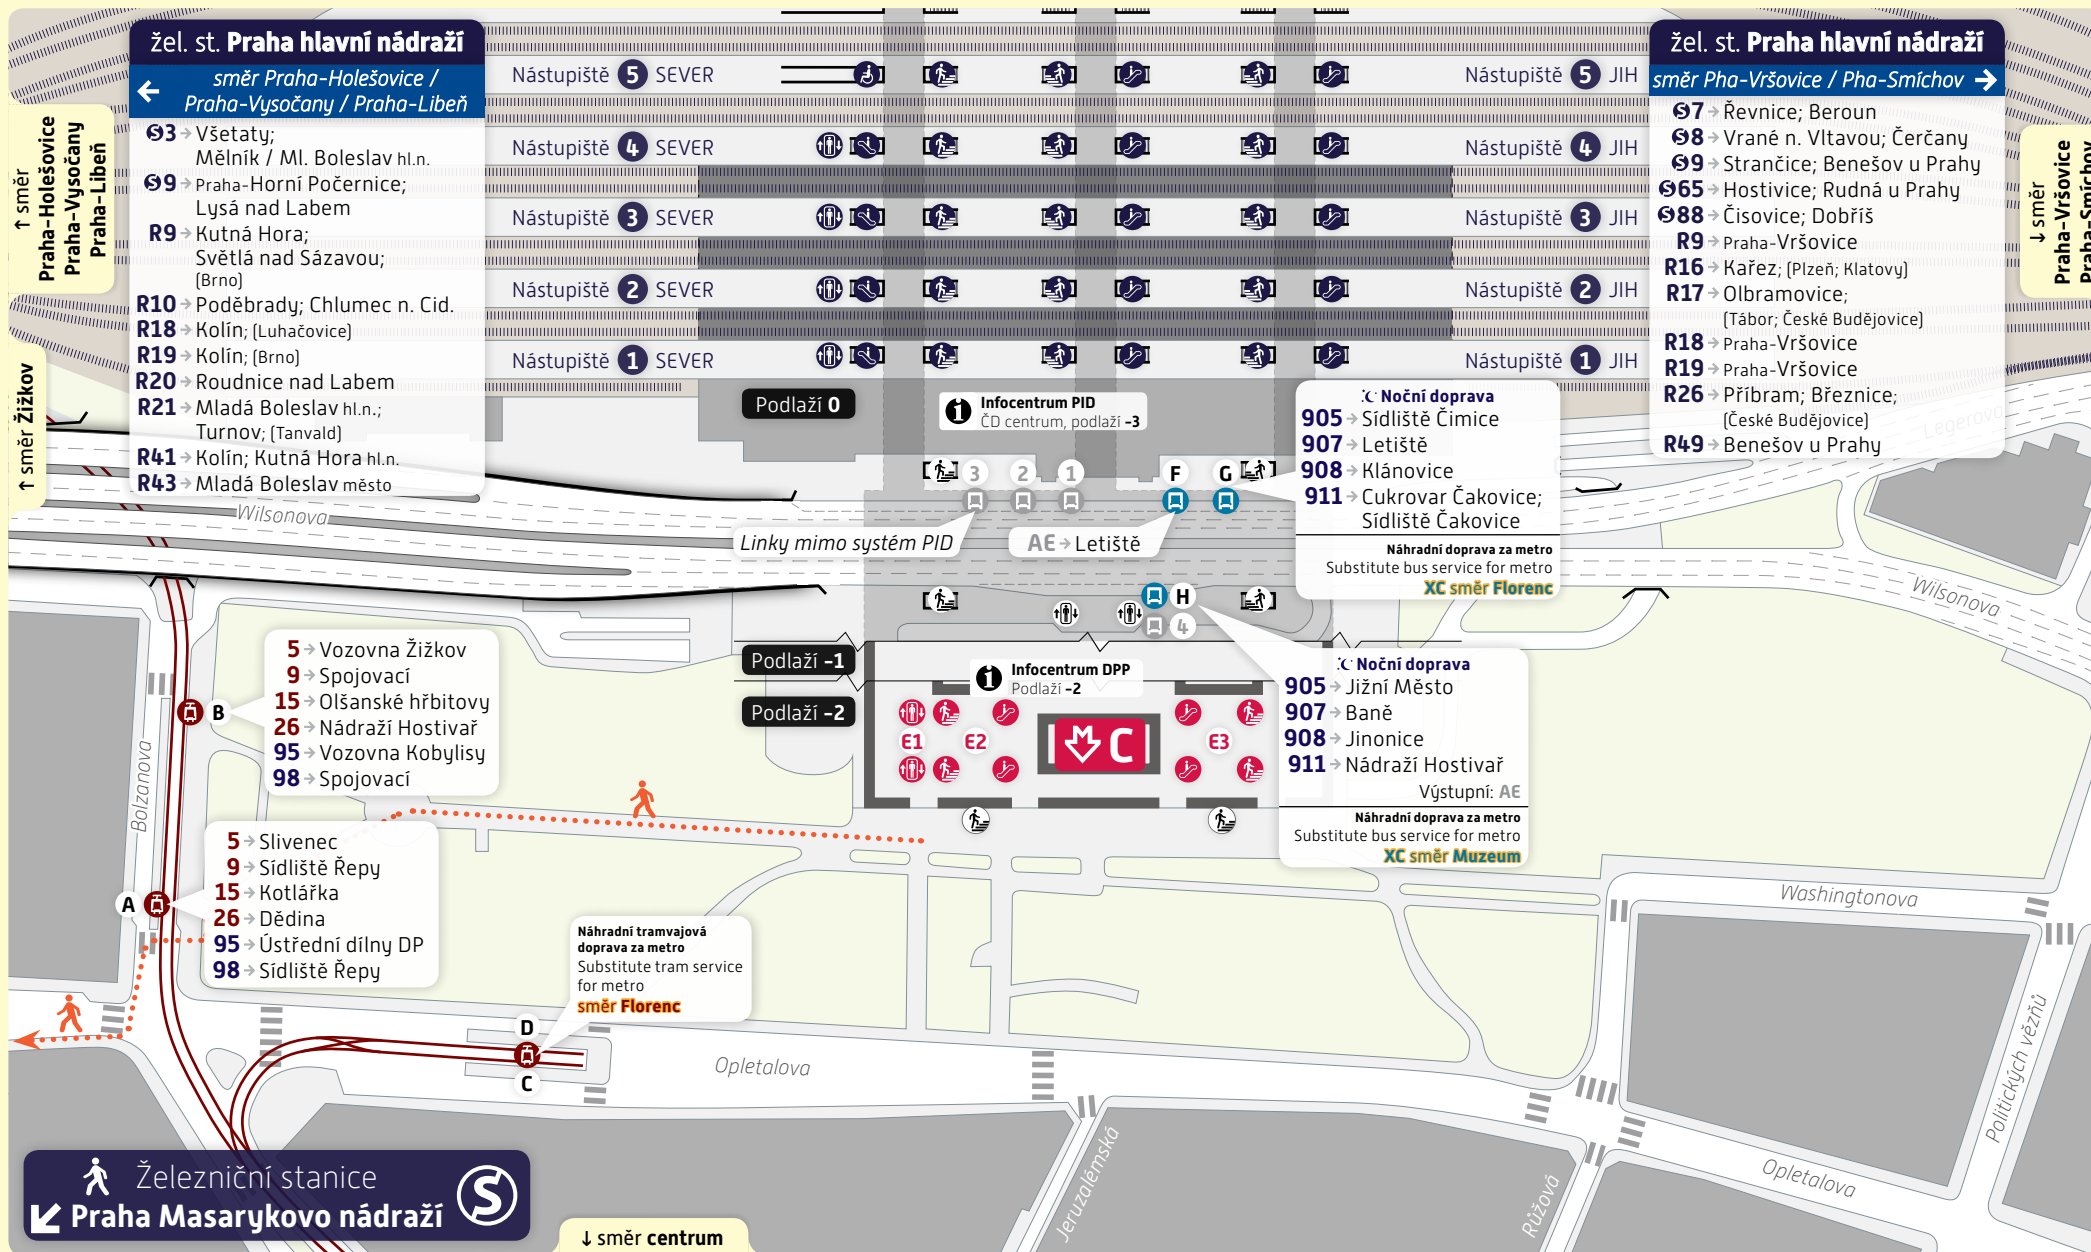 žel. st. Praha hlavní nádraží
← směr Praha-Holešovice /
Praha-Vysočany / Praha-Libeň
S3 → Všetaty;
Mělník / Ml. Boleslav hl.n.
S9 → Praha-Horní Počernice;
Lysá nad Labem
R9 → Kutná Hora;
Světlá nad Sázavou;
(Brno)
R10 → Poděbrady; Chlumec n. Cid.
R18 → Kolín; (Luhačovice)
R19 → Kolín; (Brno)
R20 → Roudnice nad Labem
R21 → Mladá Boleslav hl.n.;
Turnov; (Tanvald)
R41 → Kolín; Kutná Hora hl.n.
R43 → Mladá Boleslav město
↑ směr
Praha-Holešovice
Praha-Vysočany
Praha-Libeň
↑ směr Žižkov
Nástupiště 5 SEVER
Nástupiště 4 SEVER
Nástupiště 3 SEVER
Nástupiště 2 SEVER
Nástupiště 1 SEVER
Nástupiště 5 JIH
Nástupiště 4 JIH
Nástupiště 3 JIH
Nástupiště 2 JIH
Nástupiště 1 JIH
žel. st. Praha hlavní nádraží
směr Pha-Vršovice / Pha-Smíchov →
S7 → Řevnice; Beroun
S8 → Vrané n. Vltavou; Čerčany
S9 → Strančice; Benešov u Prahy
S65 → Hostivice; Rudná u Prahy
S88 → Čisovice; Dobříš
R9 → Praha-Vršovice
R16 → Kařez; (Plzeň; Klatovy)
R17 → Olbramovice;
(Tábor; České Budějovice)
R18 → Praha-Vršovice
R19 → Praha-Vršovice
R26 → Příbram; Březnice;
(České Budějovice)
R49 → Benešov u Prahy
↓ směr
Praha-Vršovice
Praha-Smíchov
Podlaží 0
Infocentrum PID
ČD centrum, podlaží -3
Noční doprava
905 → Sídliště Čimice
907 → Letiště
908 → Klánovice
911 → Cukrovar Čakovice;
Sídliště Čakovice
Náhradní doprava za metro
Substitute bus service for metro
XC směr Florenc
3 2 1 F G
Linky mimo systém PID
AE → Letiště
Legerova
Wilsonova
Wilsonova
H
4
Podlaží -1
Podlaží -2
Infocentrum DPP
Podlaží -2
E1 E2 M C E3
Noční doprava
905 → Jižní Město
907 → Baně
908 → Jinonice
911 → Nádraží Hostivař
Výstupní: AE
Náhradní doprava za metro
Substitute bus service for metro
XC směr Muzeum
B
5 → Vozovna Žižkov
9 → Spojovací
15 → Olšanské hřbitovy
26 → Nádraží Hostivař
95 → Vozovna Kobylisy
98 → Spojovací
Bolzanova
A
5 → Slivenec
9 → Sídliště Řepy
15 → Kotlářka
26 → Dědina
95 → Ústřední dílny DP
98 → Sídliště Řepy
Náhradní tramvajová
doprava za metro
Substitute tram service
for metro
směr Florenc
D
C
Opletalova
Washingtonova
Politických vězňů
Jeruzalémská
Růžová
Opletalova
Železniční stanice
Praha Masarykovo nádraží S
↓ směr centrum